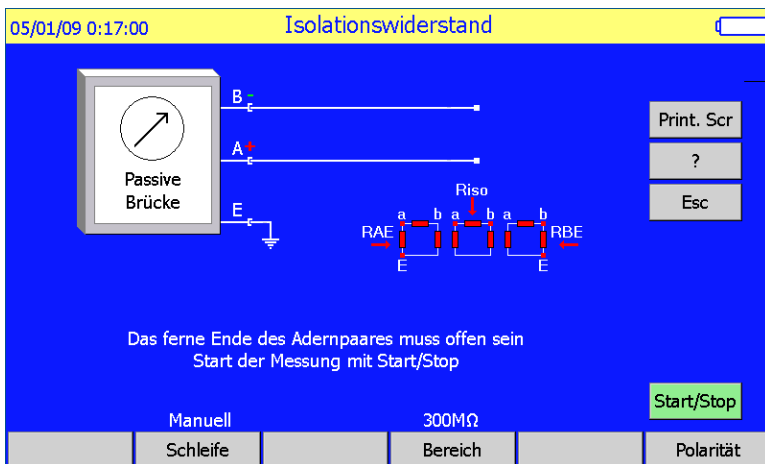 05/01/09 0:17:00 Isolationswiderstand
B -
A +
E
Passive
Brücke
Riso
a b a b a b
RAE RBE
E E
Print. Scr
?
Esc
Das ferne Ende des Adernpaares muss offen sein
Start der Messung mit Start/Stop
Start/Stop
Manuell 300MΩ
Schleife Bereich Polarität